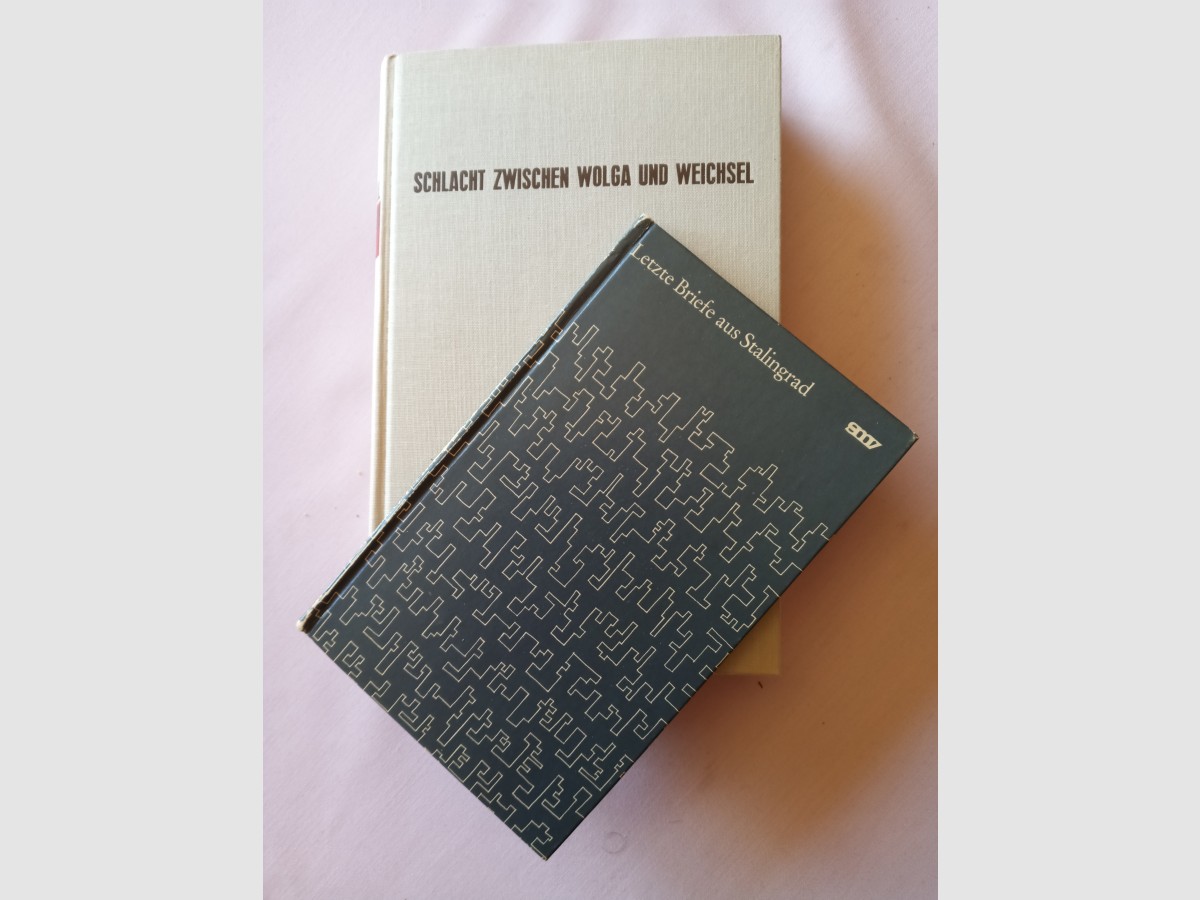 SCHLACHT ZWISCHEN WOLGA UND WEICHSEL
Letzte Briefe aus Stalingrad